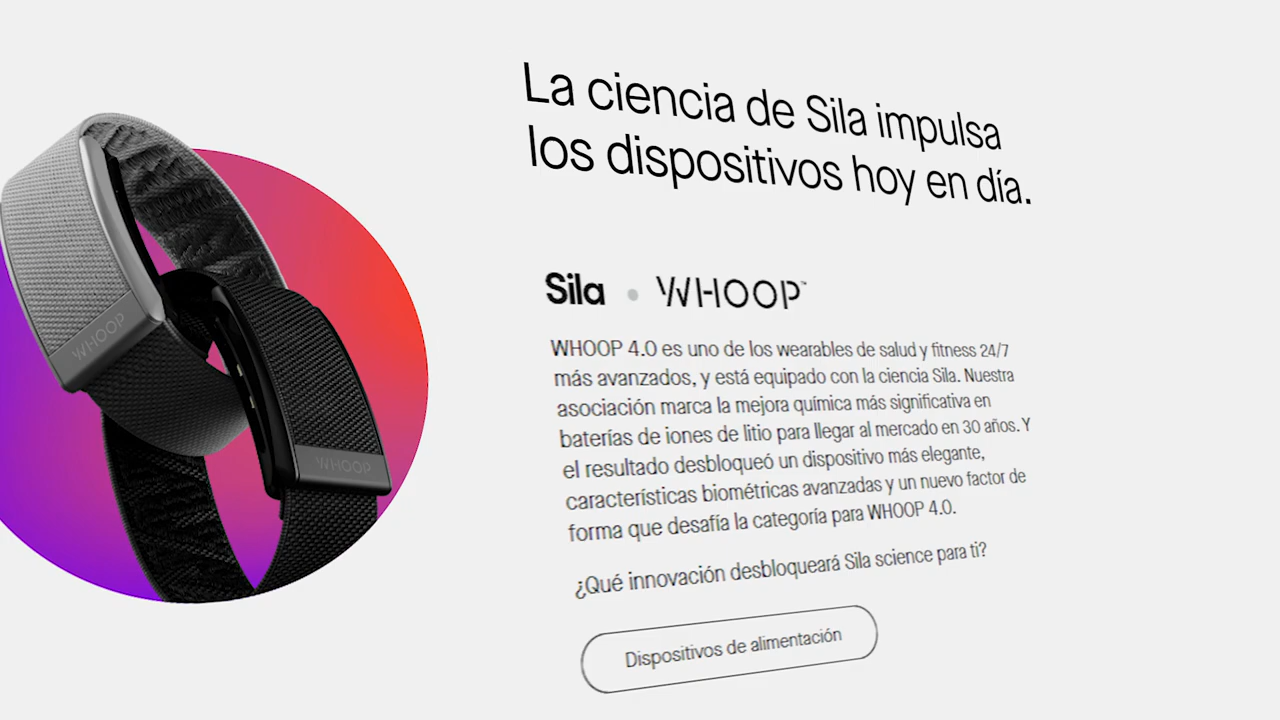 La ciencia de Sila impulsa
los dispositivos hoy en día.
Sila • WHOOP™
WHOOP 4.0 es uno de los wearables de salud y fitness 24/7
más avanzados, y está equipado con la ciencia Sila. Nuestra
asociación marca la mejora química más significativa en
baterías de iones de litio para llegar al mercado en 30 años. Y
el resultado desbloqueó un dispositivo más elegante,
características biométricas avanzadas y un nuevo factor de
forma que desafía la categoría para WHOOP 4.0.
¿Qué innovación desbloqueará Sila science para ti?
Dispositivos de alimentación
WHOOP
WHOOP